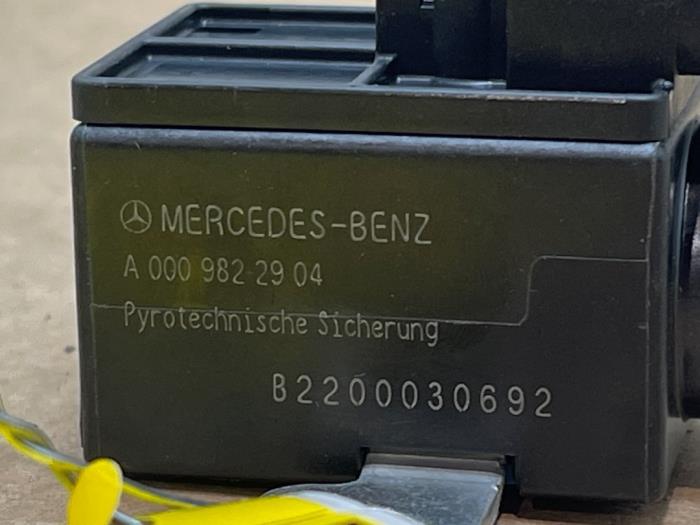 MERCEDES-BENZ
A 000 982 29 04
Pyrotechnische Sicherung
B2200030692